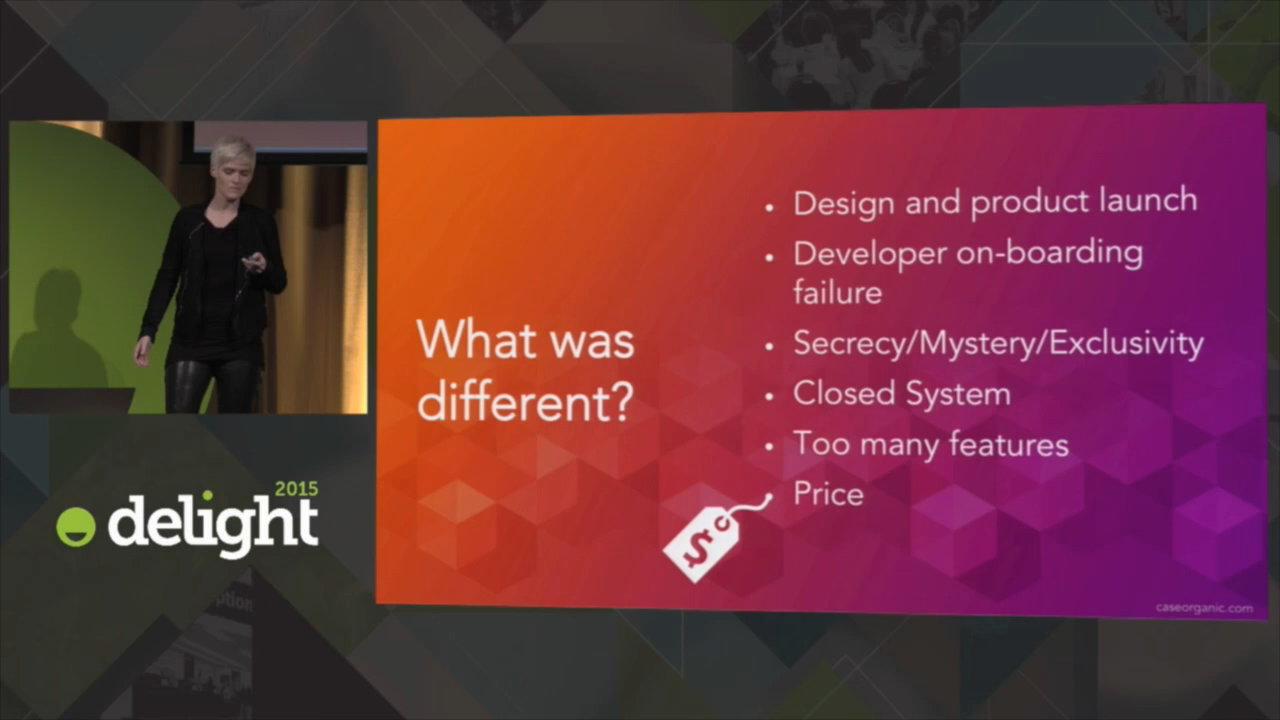 What was
different?
• Design and product launch
• Developer on-boarding
failure
• Secrecy/Mystery/Exclusivity
• Closed System
• Too many features
• Price
$
caseorganic.com
2015
delight
ption